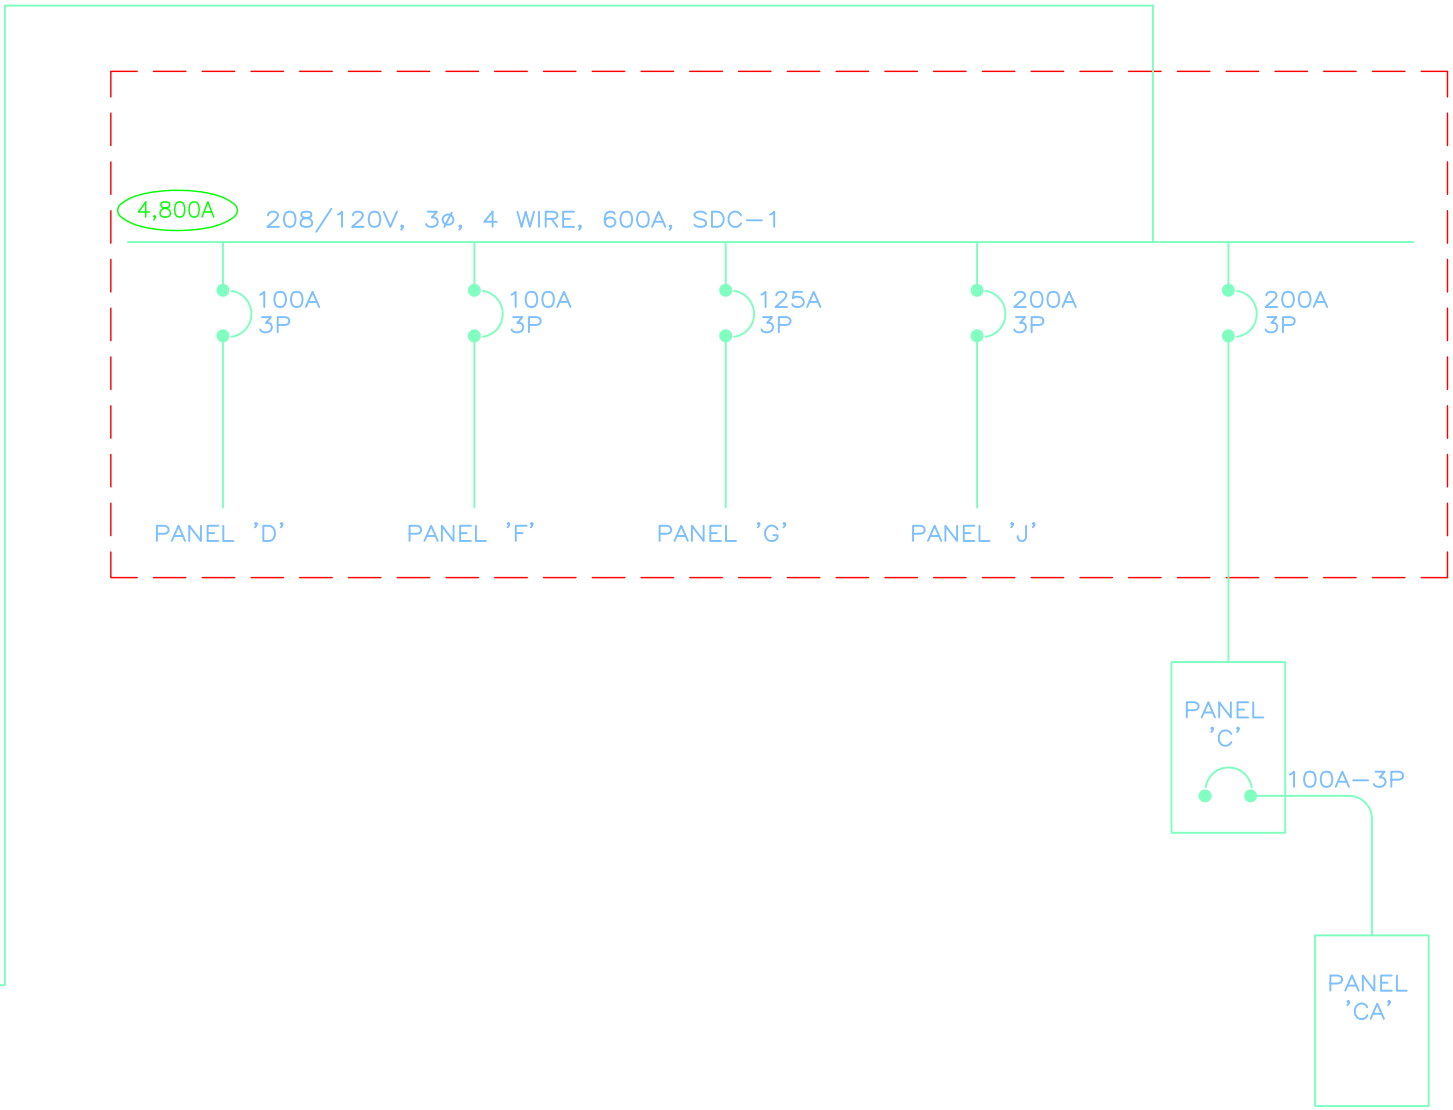 4,800A
208/120V, 3ø, 4 WIRE, 600A, SDC-1
100A
3P
100A
3P
125A
3P
200A
3P
200A
3P
PANEL 'D'
PANEL 'F'
PANEL 'G'
PANEL 'J'
PANEL
'C'
100A-3P
PANEL
'CA'